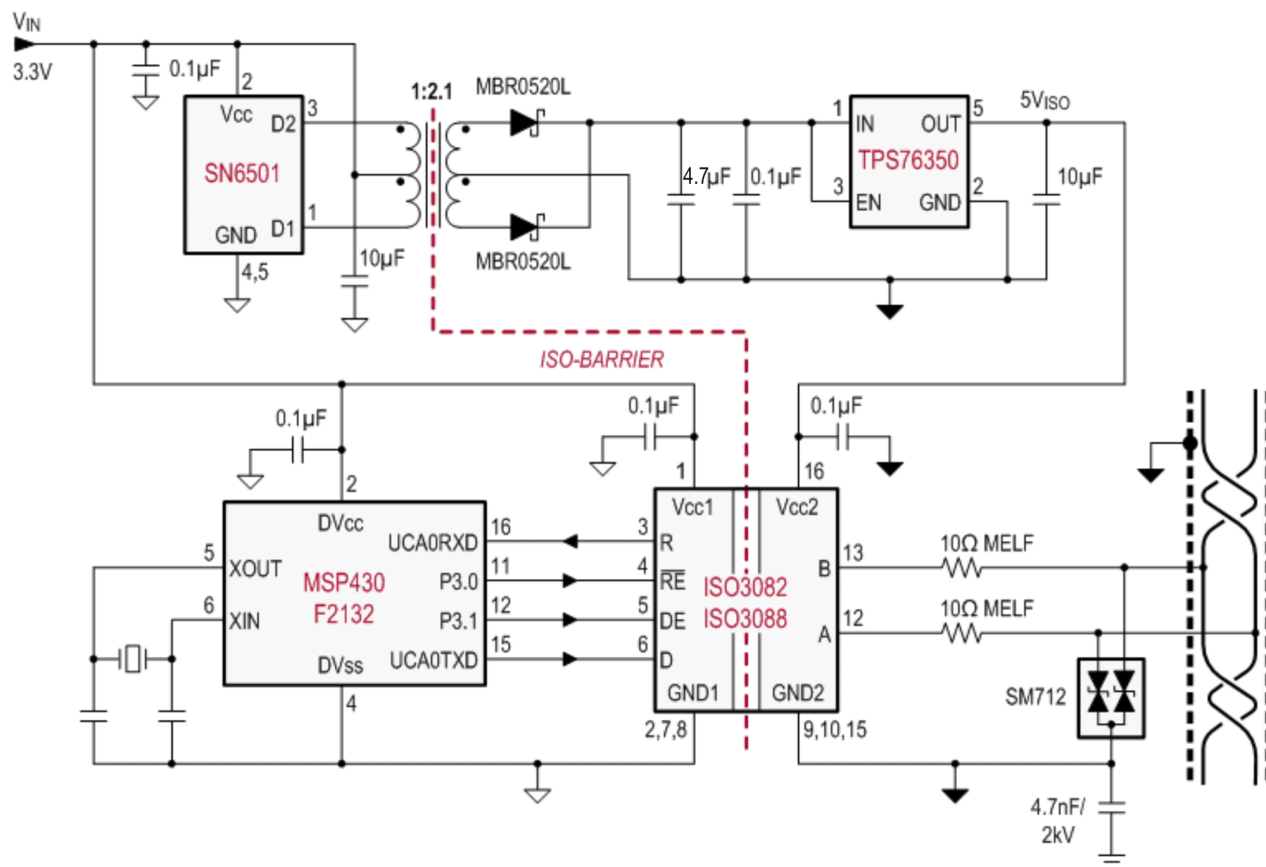 VIN
3.3V
0.1µF
2
Vcc
D2
3
SN6501
D1
1
GND
4,5
10µF
1:2.1
MBR0520L
MBR0520L
4.7µF
0.1µF
1
IN
OUT
5
TPS76350
3
EN
GND
2
5VISO
10µF
ISO-BARRIER
0.1µF
2
DVcc
5
XOUT
UCA0RXD
16
MSP430
F2132
P3.0
11
6
XIN
P3.1
12
UCA0TXD
15
DVss
4
0.1µF
1
Vcc1
3
R
4
RE
5
DE
6
D
GND1
2,7,8
0.1µF
16
Vcc2
ISO3082
ISO3088
B
13
A
12
GND2
9,10,15
10Ω MELF
10Ω MELF
SM712
4.7nF/
2kV